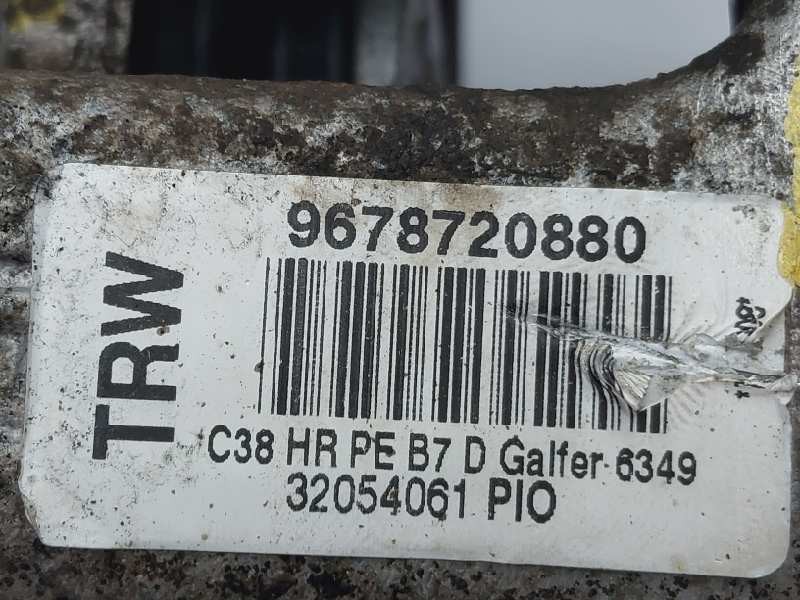 TRW
9678720880
C38 HR PE B7 D Galfer 6349
32054061 PIO